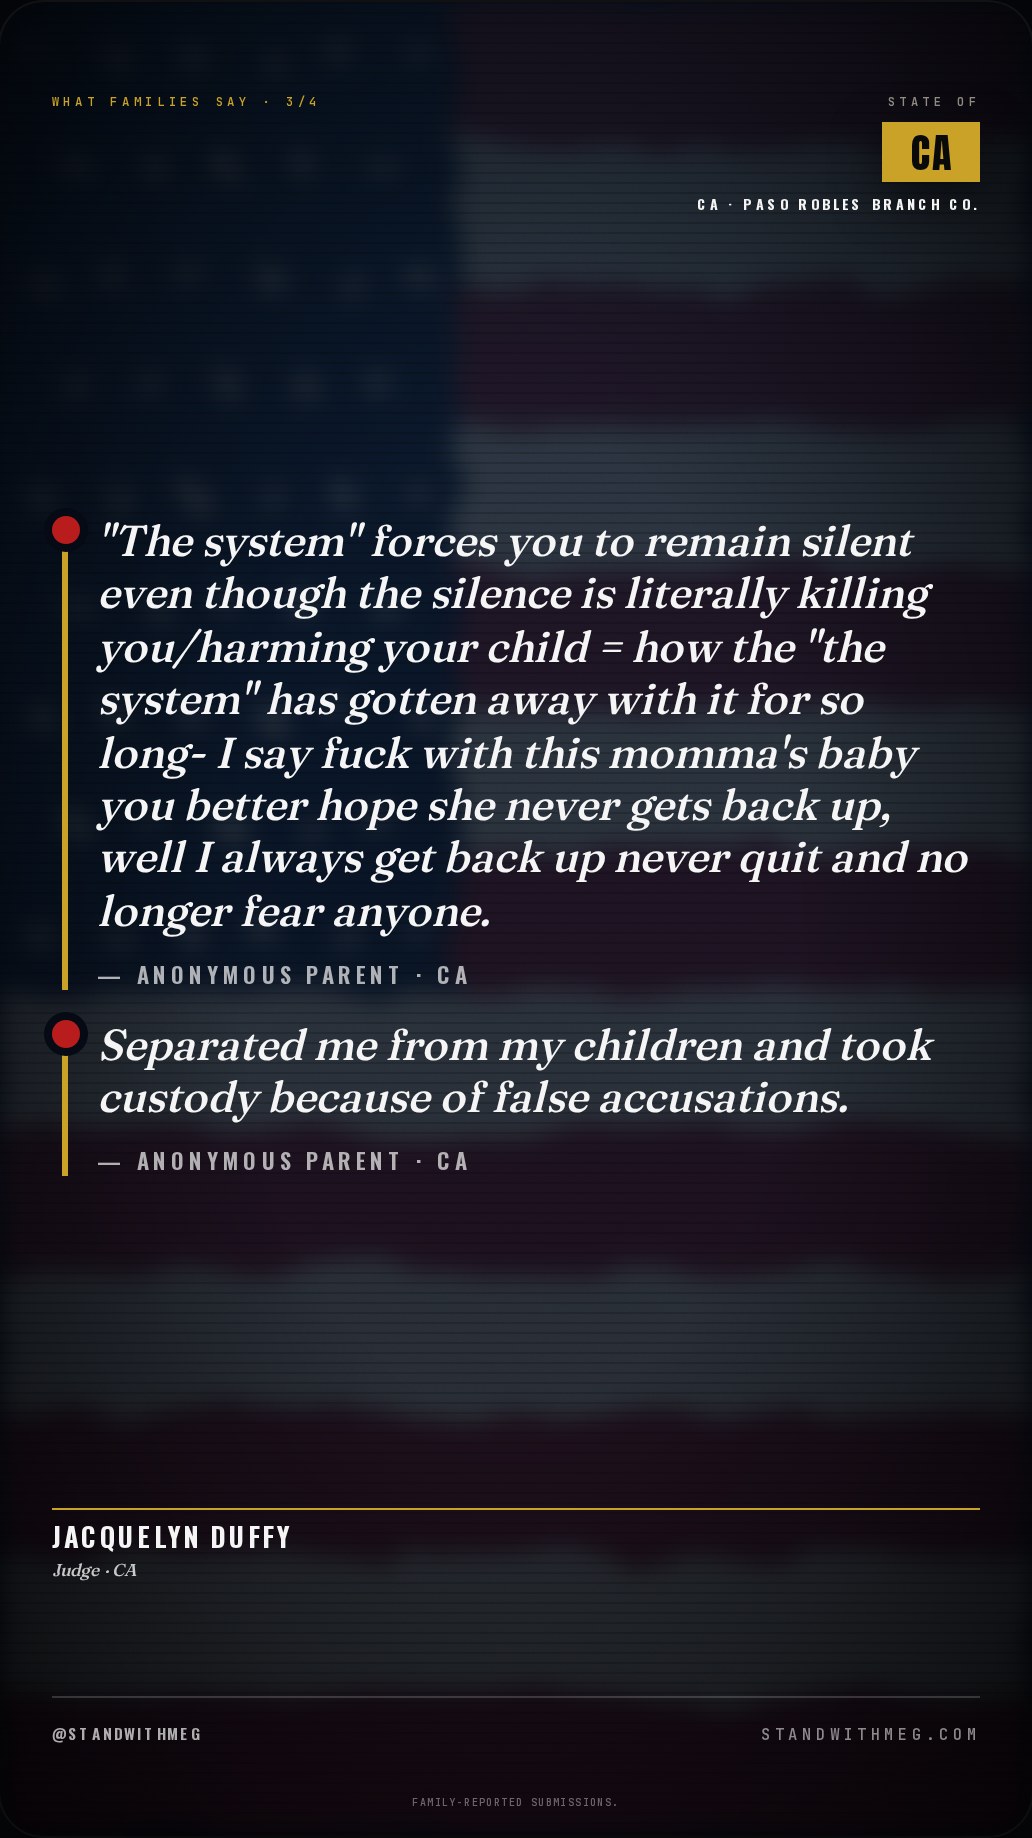 WHAT FAMILIES SAY · 3/4
STATE OF
CA
CA · PASO ROBLES BRANCH CO.
"The system" forces you to remain silent
even though the silence is literally killing
you/harming your child = how the "the
system" has gotten away with it for so
long- I say fuck with this momma's baby
you better hope she never gets back up,
well I always get back up never quit and no
longer fear anyone.
— ANONYMOUS PARENT · CA
Separated me from my children and took
custody because of false accusations.
— ANONYMOUS PARENT · CA
JACQUELYN DUFFY
Judge · CA
@STANDWITHMEG
STANDWITHMEG.COM
FAMILY-REPORTED SUBMISSIONS.